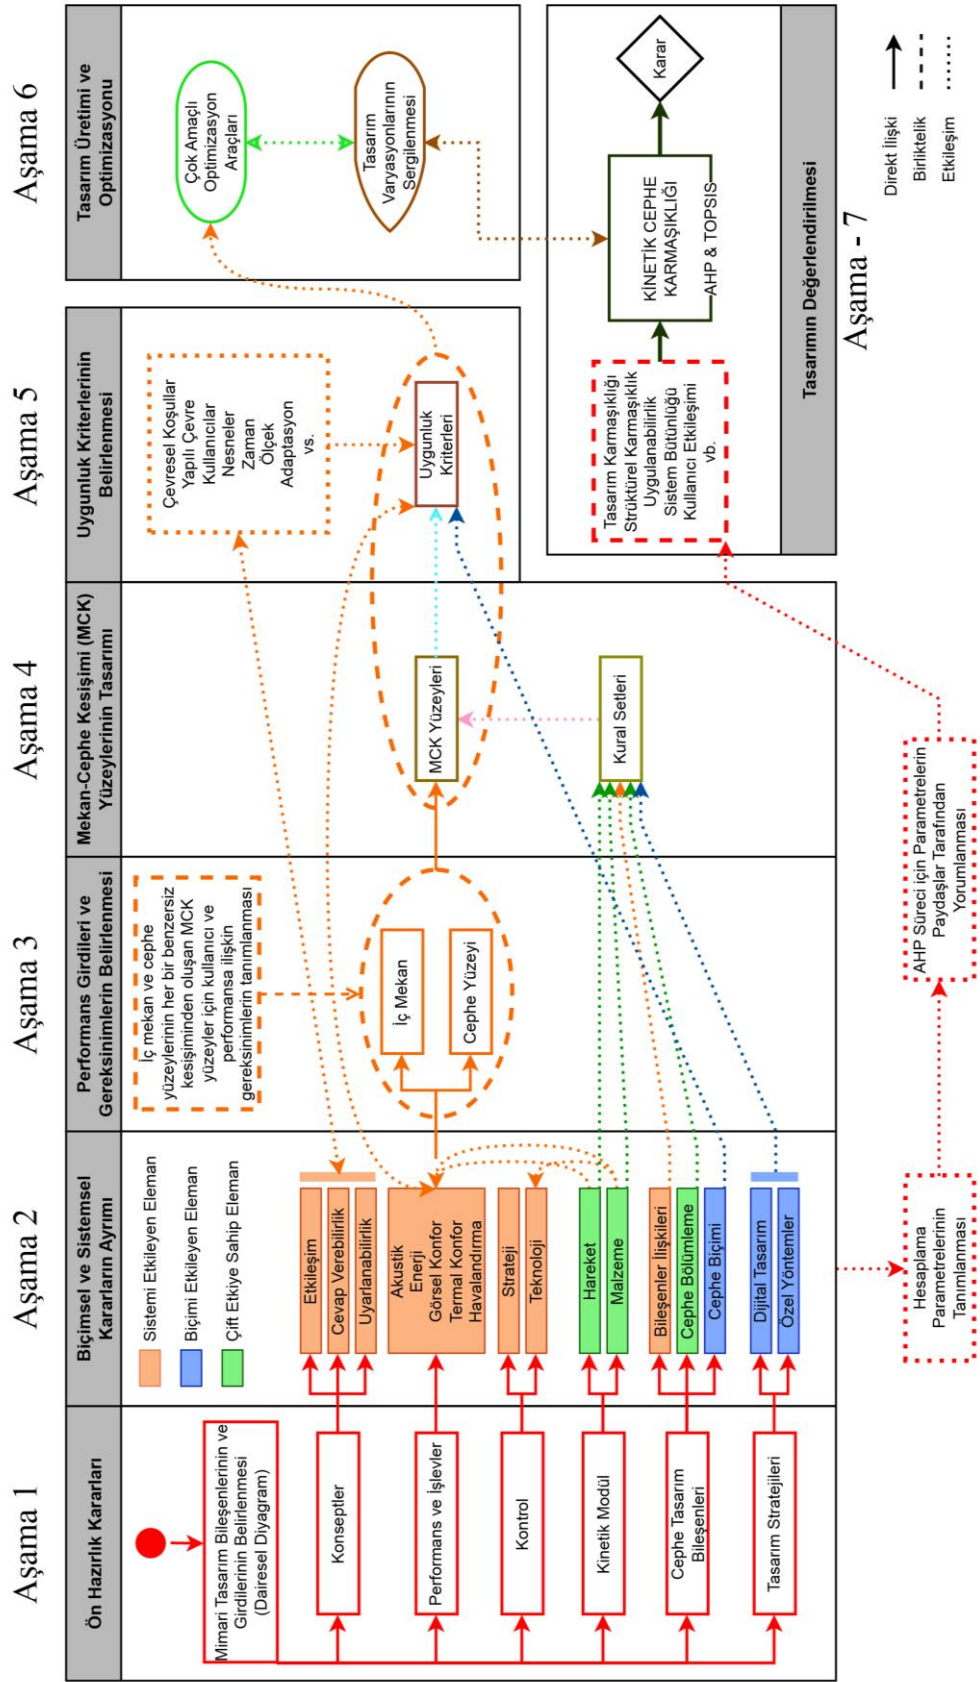 Aşama 1
Ön Hazırlık Kararları
Mimari Tasarım Bileşenlerinin ve
Girdilerinin Belirlenmesi
(Dairesel Diyagram)
Konseptler
Performans ve İşlevler
Kontrol
Kinetik Modül
Cephe Tasarım
Bileşenleri
Tasarım Stratejileri
Aşama 2
Biçimsel ve Sistemsel
Kararların Ayrımı
Sistemi Etkileyen Eleman
Biçimi Etkileyen Eleman
Çift Etkiye Sahip Eleman
Etkileşim
Cevap Verebilirlik
Uyarlanabilirlik
Akustik
Enerji
Görsel Konfor
Termal Konfor
Havalandırma
Strateji
Teknoloji
Hareket
Malzeme
Bileşenler İlişkileri
Cephe Bölümleme
Cephe Biçimi
Dijital Tasarım
Özel Yöntemler
Hesaplama
Parametrelerinin
Tanımlanması
Aşama 3
Performans Girdileri ve
Gereksinimlerin Belirlenmesi
İç mekan ve cephe
yüzeylerinin her bir benzersiz
kesişiminden oluşan MCK
yüzeyler için kullanıcı ve
performansa ilişkin
gereksinimlerin tanımlanması
İç Mekan
Cephe Yüzeyi
AHP Süreci için Parametrelerin
Paydaşlar Tarafından
Yorumlanması
Aşama 4
Mekan-Cephe Kesişimi (MCK)
Yüzeylerinin Tasarımı
MCK Yüzeyleri
Kural Setleri
Aşama 5
Uygunluk Kriterlerinin
Belirlenmesi
Çevresel Koşullar
Yapılı Çevre
Kullanıcılar
Nesneler
Zaman
Ölçek
Adaptasyon
vs.
Uygunluk
Kriterleri
Aşama 6
Tasarım Üretimi ve
Optimizasyonu
Çok Amaçlı
Optimizasyon
Araçları
Tasarım
Varyasyonlarının
Sergilenmesi
Tasarım Karmaşıklığı
Strüktürel Karmaşıklık
Uygulanabilirlik
Sistem Bütünlüğü
Kullanıcı Etkileşimi
vb.
KİNETİK CEPHE
KARMAŞIKLIĞI
AHP & TOPSIS
Karar
Tasarımın Değerlendirilmesi
Aşama - 7
Direkt İlişki
Birliktelik
Etkileşim